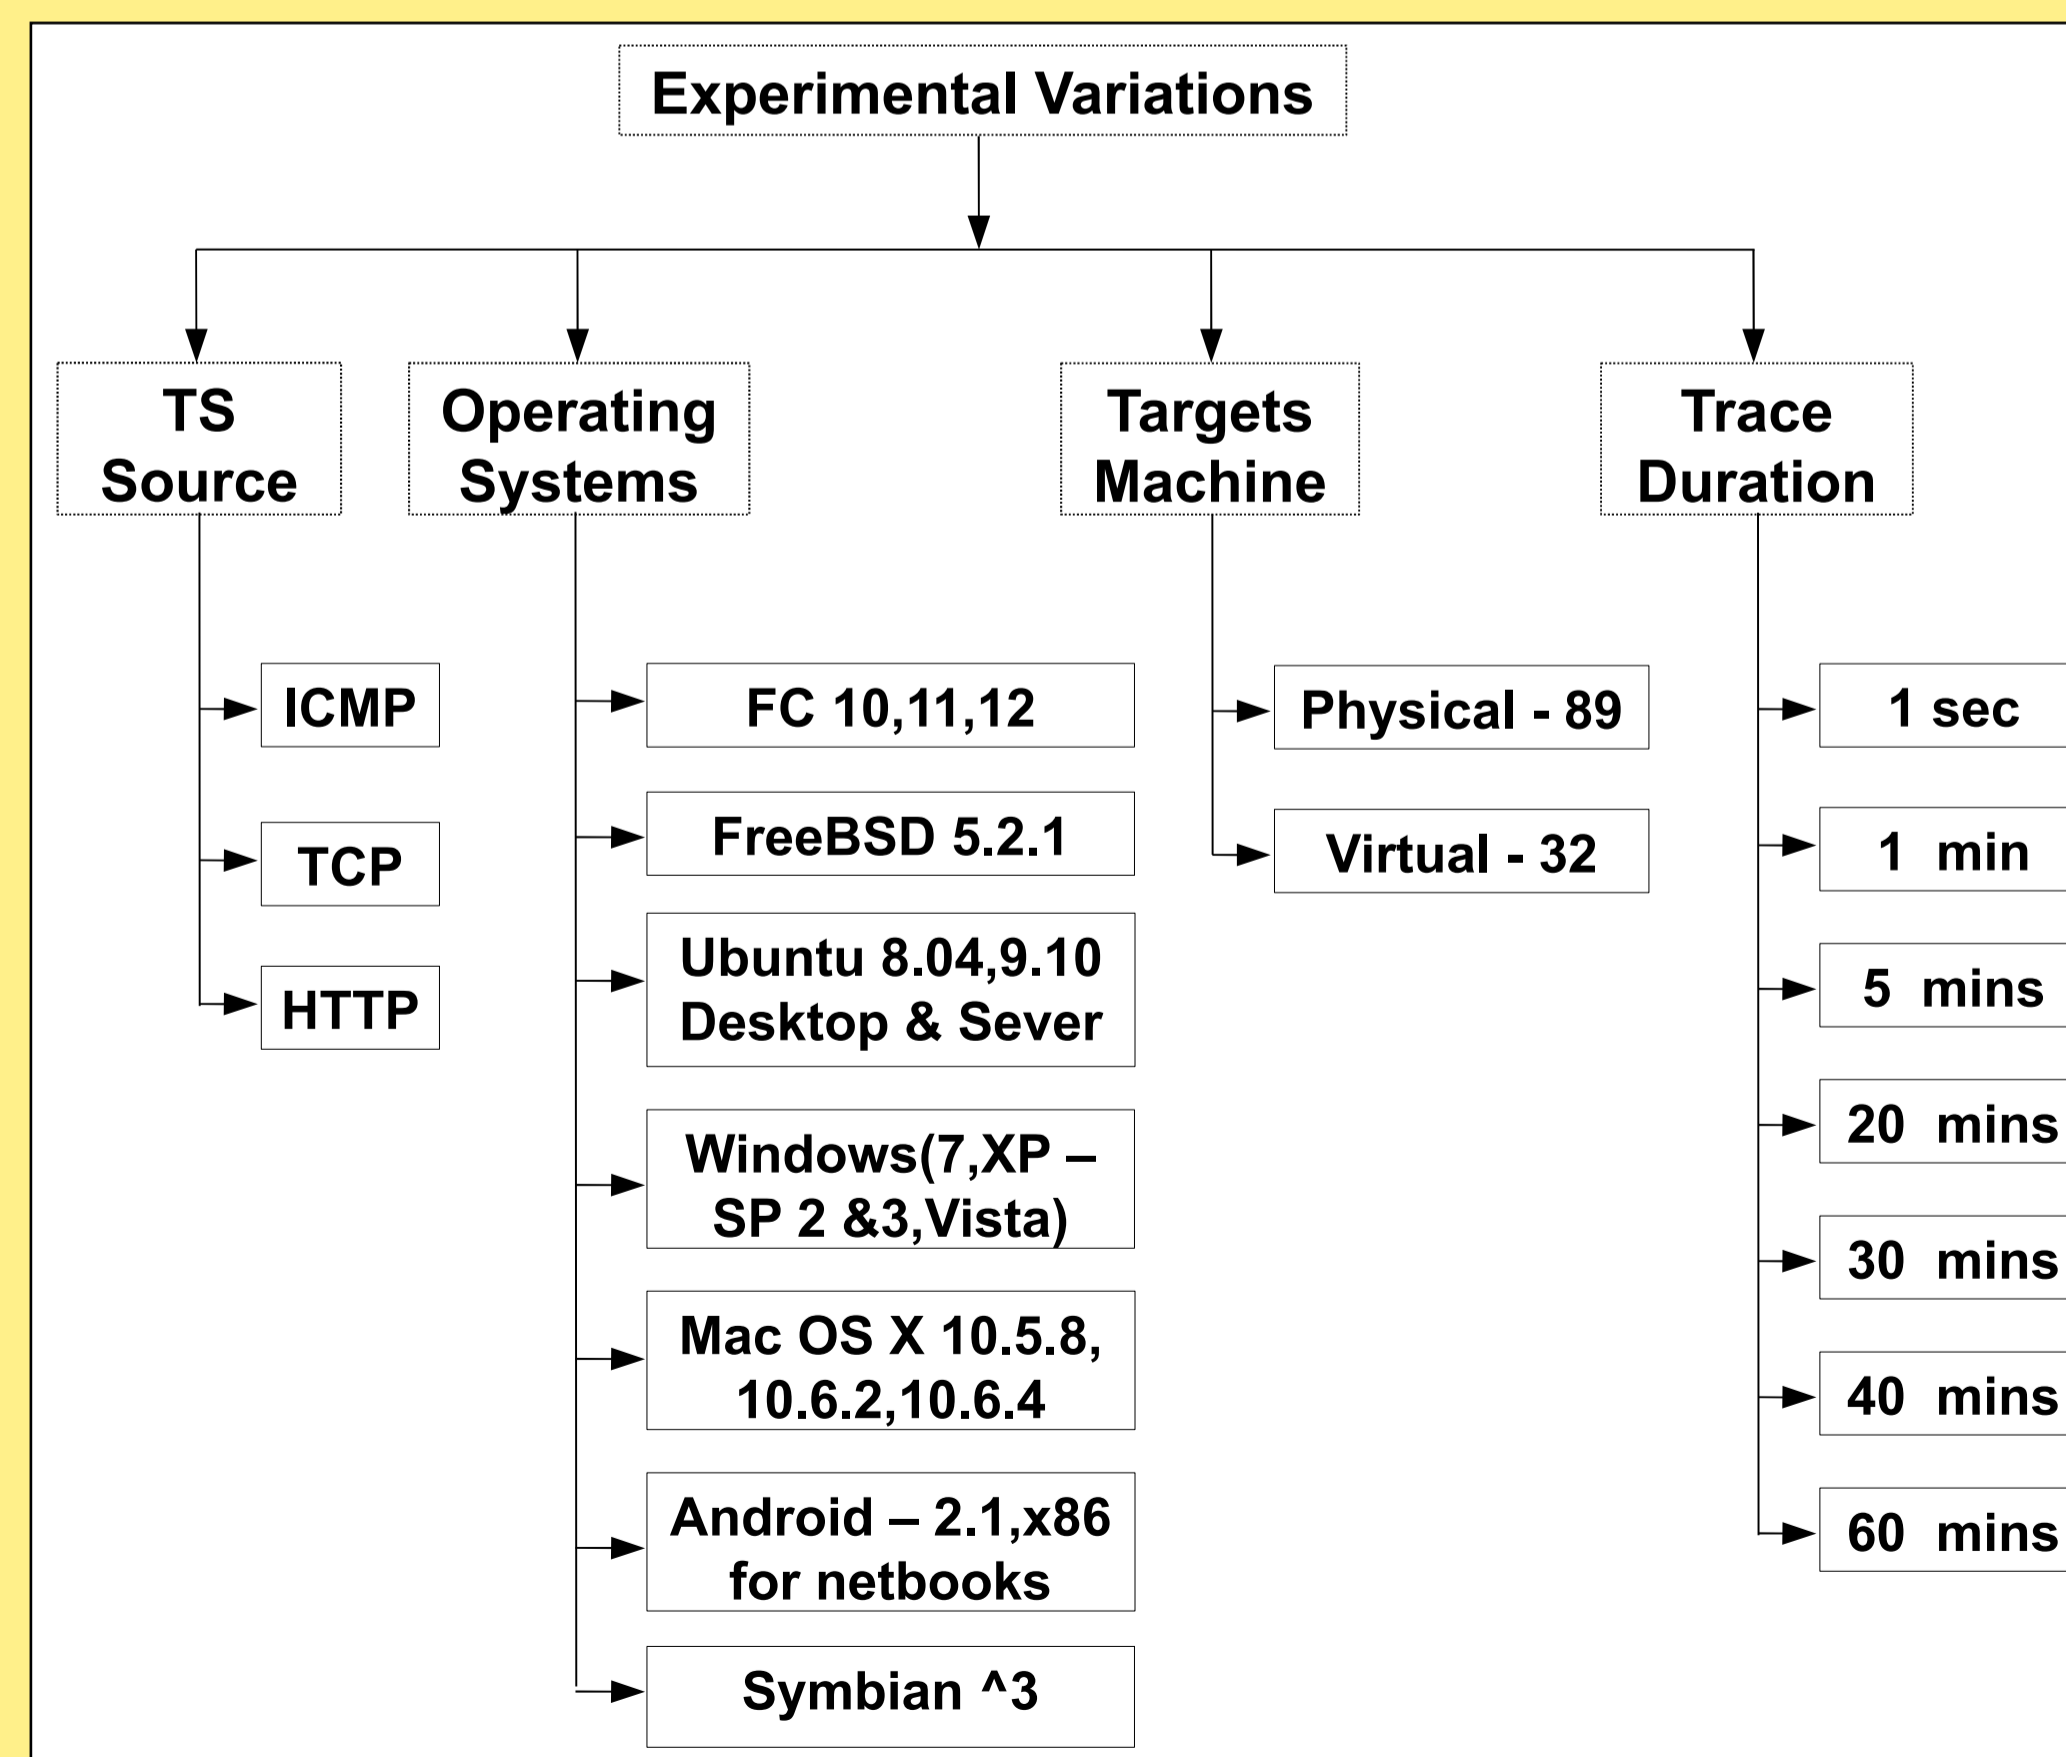 Experimental Variations
TS
Source
Operating
Systems
Targets
Machine
Trace
Duration
ICMP
TCP
HTTP
FC 10,11,12
FreeBSD 5.2.1
Ubuntu 8.04,9.10
Desktop & Sever
Windows(7,XP –
SP 2 &3,Vista)
Mac OS X 10.5.8,
10.6.2,10.6.4
Android – 2.1,x86
for netbooks
Symbian ^3
Physical - 89
Virtual - 32
1 sec
1 min
5 mins
20 mins
30 mins
40 mins
60 mins